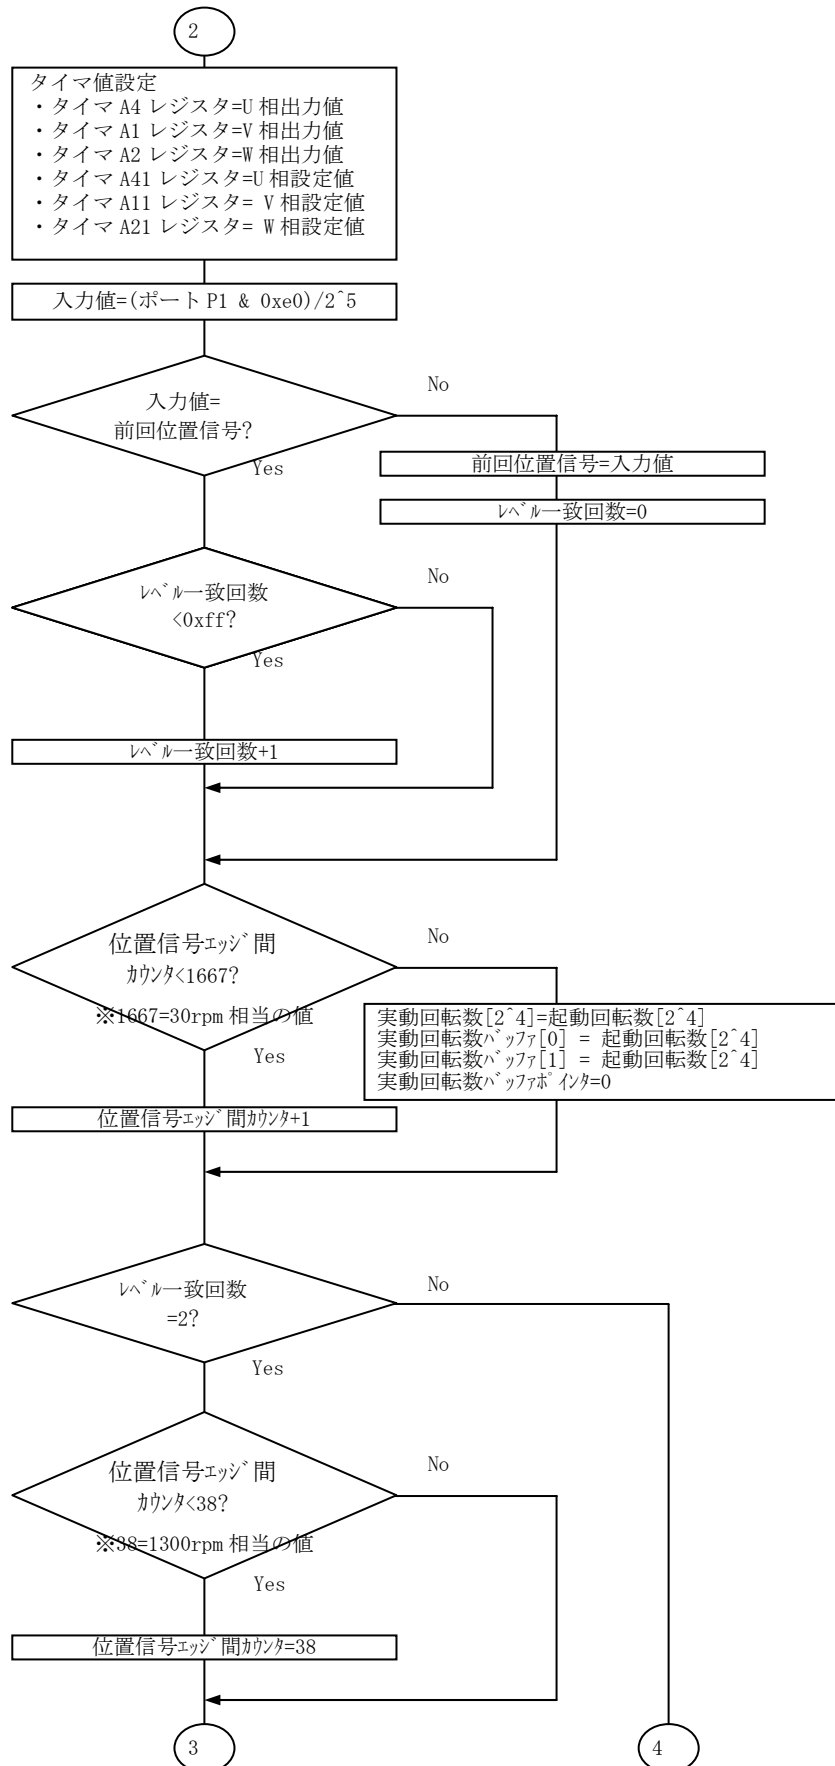 2
タイマ値設定
・タイマ A4 レジスタ=U 相出力値
・タイマ A1 レジスタ=V 相出力値
・タイマ A2 レジスタ=W 相出力値
・タイマ A41 レジスタ=U 相設定値
・タイマ A11 レジスタ= V 相設定値
・タイマ A21 レジスタ= W 相設定値
入力値=(ポート P1 & 0xe0)/2^5
入力値=
前回位置信号?
No
Yes
前回位置信号=入力値
ﾚﾍﾞﾙ一致回数=0
ﾚﾍﾞﾙ一致回数
<0xff?
No
Yes
ﾚﾍﾞﾙ一致回数+1
位置信号ｴｯｼﾞ間
ｶｳﾝﾀ<1667?
※1667=30rpm 相当の値
No
Yes
実動回転数[2^4]=起動回転数[2^4]
実動回転数ﾊﾞｯﾌｧ[0] = 起動回転数[2^4]
実動回転数ﾊﾞｯﾌｧ[1] = 起動回転数[2^4]
実動回転数ﾊﾞｯﾌｧﾎﾟｲﾝﾀ=0
位置信号ｴｯｼﾞ間ｶｳﾝﾀ+1
ﾚﾍﾞﾙ一致回数
=2?
No
Yes
位置信号ｴｯｼﾞ間
ｶｳﾝﾀ<38?
※38=1300rpm 相当の値
No
Yes
位置信号ｴｯｼﾞ間ｶｳﾝﾀ=38
3
4